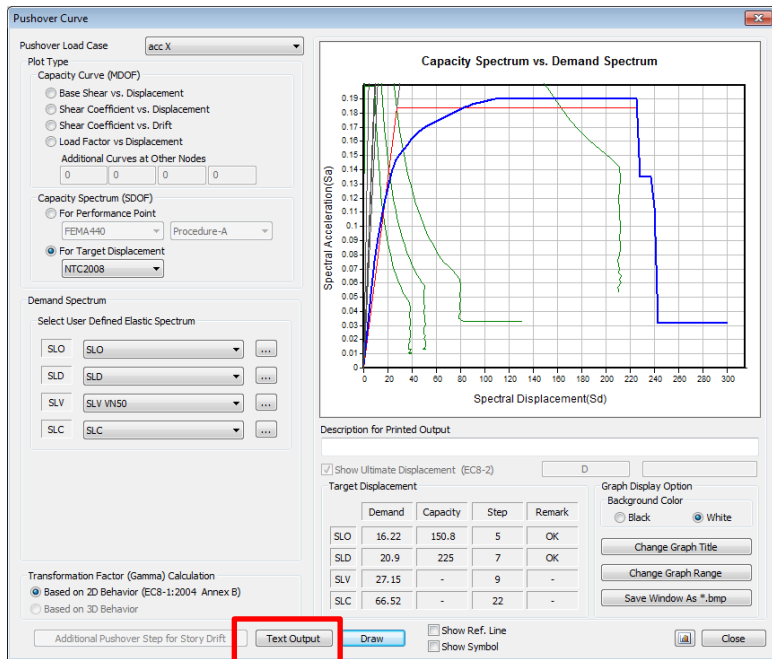 Pushover Curve
Pushover Load Case acc X
Plot Type
Capacity Curve (MDOF)
Base Shear vs. Displacement
Shear Coefficient vs. Displacement
Shear Coefficient vs. Drift
Load Factor vs Displacement
Additional Curves at Other Nodes
0 0 0 0
Capacity Spectrum (SDOF)
For Performance Point
FEMA440 Procedure-A
For Target Displacement
NTC2008
Demand Spectrum
Select User Defined Elastic Spectrum
SLO SLO ...
SLD SLD ...
SLV SLV VN50 ...
SLC SLC ...
Transformation Factor (Gamma) Calculation
Based on 2D Behavior (EC8-1:2004 Annex B)
Based on 3D Behavior
Capacity Spectrum vs. Demand Spectrum
Spectral Acceleration(Sa)
0.19
0.18
0.17
0.16
0.15
0.14
0.13
0.11
0.1
0.09
0.08
0.07
0.06
0.05
0.04
0.03
0.02
0.01
0
0 20 40 60 80 100 120 140 160 180 200 220 240 260 280 300
Spectral Displacement(Sd)
Description for Printed Output
Show Ultimate Displacement (EC8-2) D
Target Displacement
Demand Capacity Step Remark
SLO 16.22 150.8 5 OK
SLD 20.9 225 7 OK
SLV 27.15 - 9 -
SLC 66.52 - 22 -
Graph Display Option
Background Color
Black White
Change Graph Title
Change Graph Range
Save Window As *.bmp
Additional Pushover Step for Story Drift Text Output Draw
Show Ref. Line
Show Symbol
Close